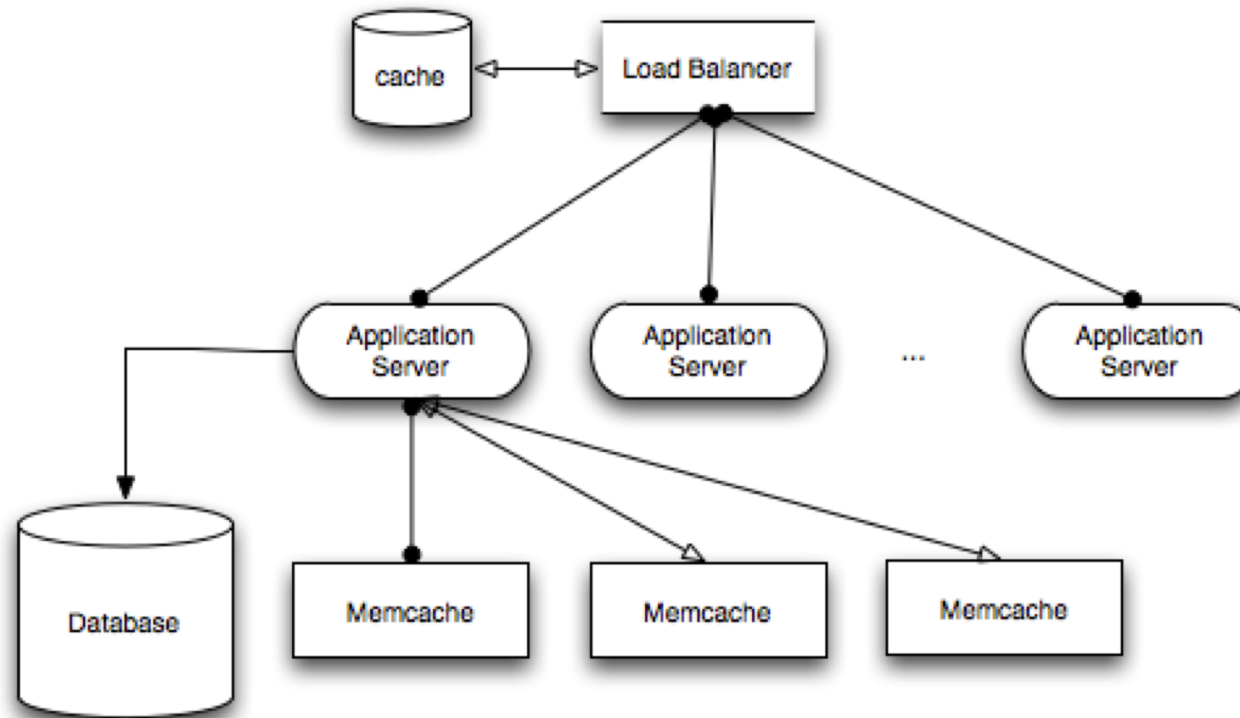 cache
Load Balancer
Application
Server
Application
Server
...
Application
Server
Database
Memcache
Memcache
Memcache